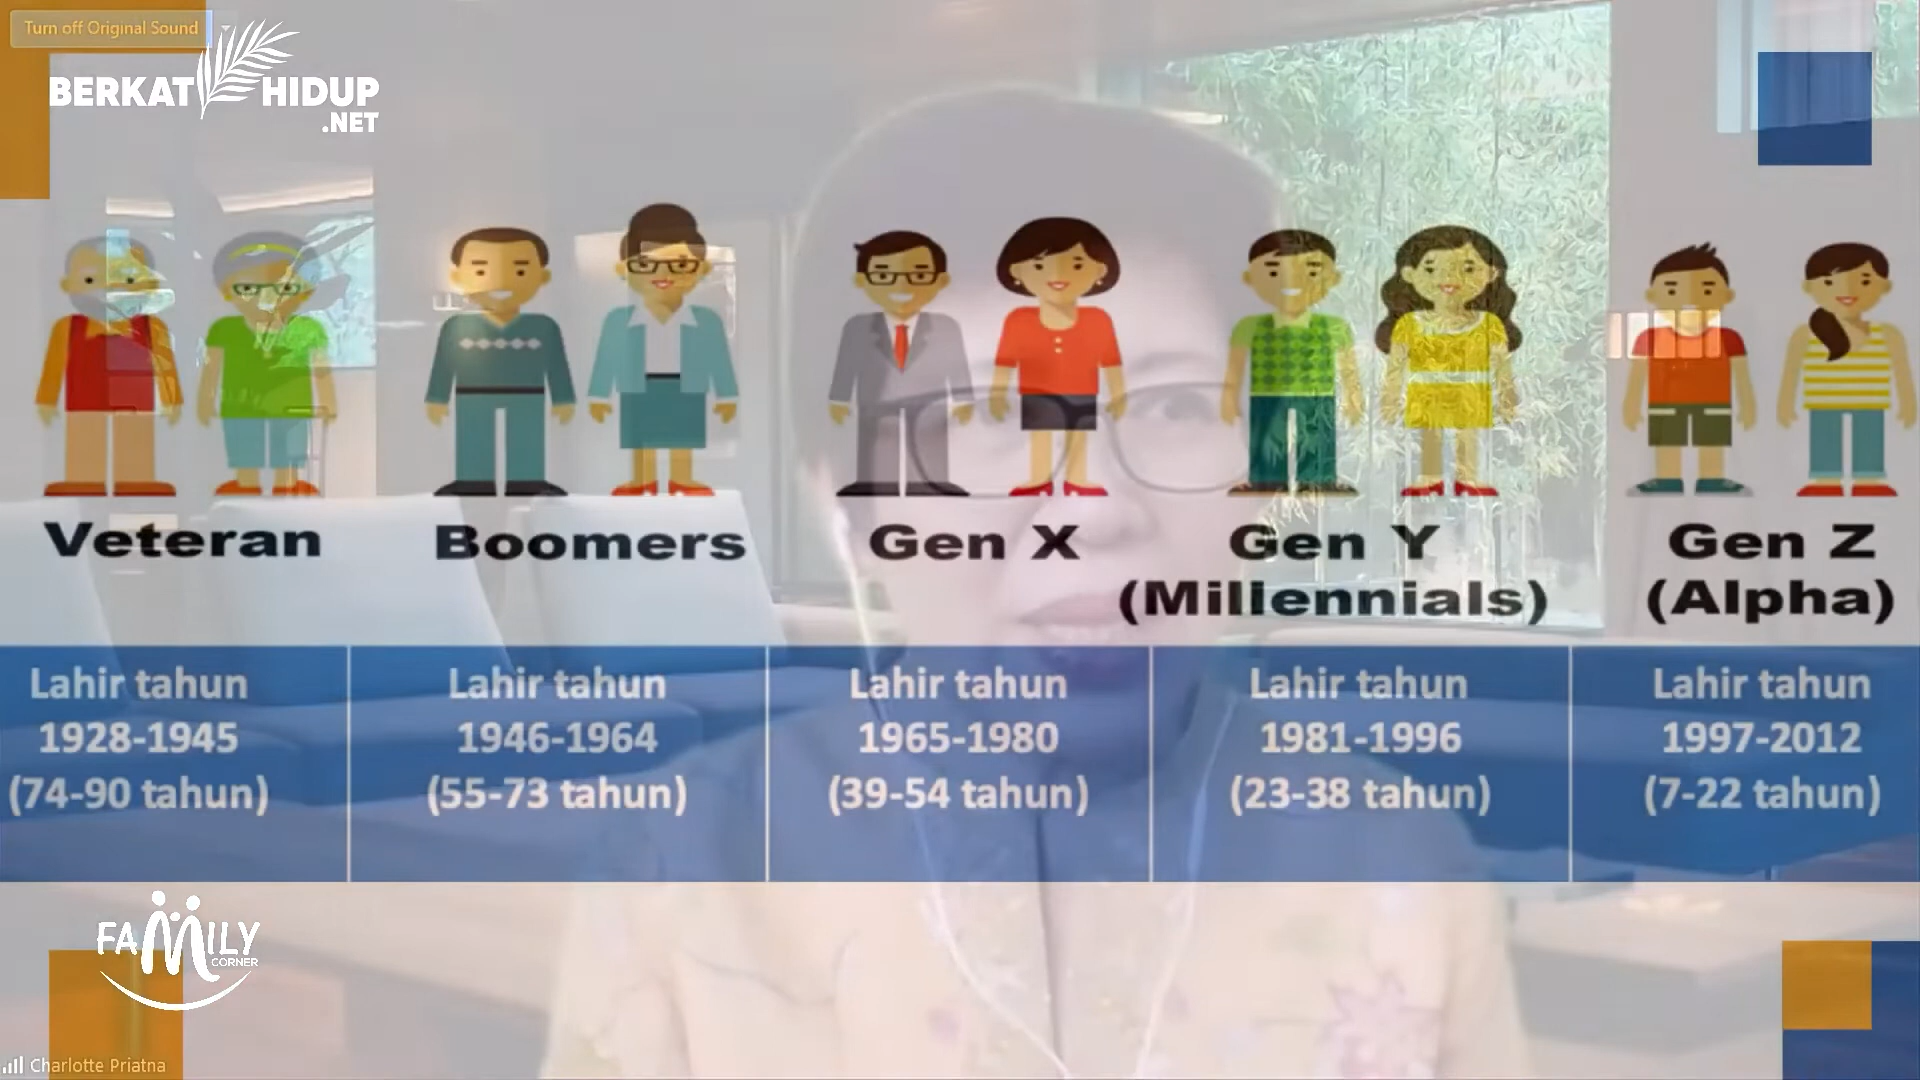 Turn off Original Sound
BERKAT HIDUP
.NET
Veteran
Boomers
Gen X
Gen Y
(Millennials)
Gen Z
(Alpha)
Lahir tahun
1928-1945
(74-90 tahun)
Lahir tahun
1946-1964
(55-73 tahun)
Lahir tahun
1965-1980
(39-54 tahun)
Lahir tahun
1981-1996
(23-38 tahun)
Lahir tahun
1997-2012
(7-22 tahun)
FAMILY
CORNER
Charlotte Priatna